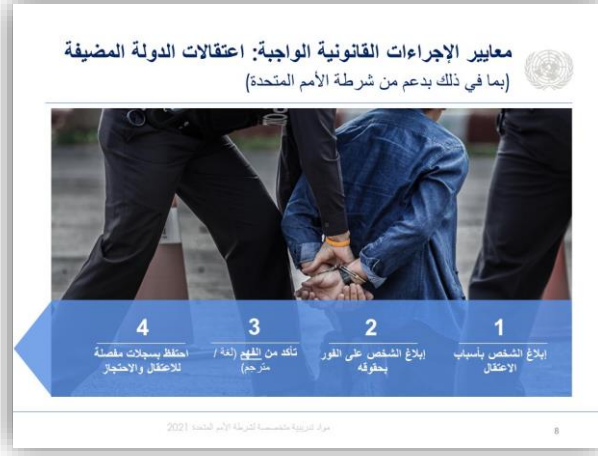 معايير الإجراءات القانونية الواجبة: اعتقالات الدولة المضيفة
(بما في ذلك بدعم من شرطة الأمم المتحدة)
1
إبلاغ الشخص بأسباب
الاعتقال
2
إبلاغ الشخص على الفور
بحقوقه
3
تأكد من الفهم (لغة /
مترجم)
4
احتفظ بسجلات مفصلة
للاعتقال والاحتجاز
مواد تدريبية متخصصة لشرطة الأمم المتحدة 2021
8